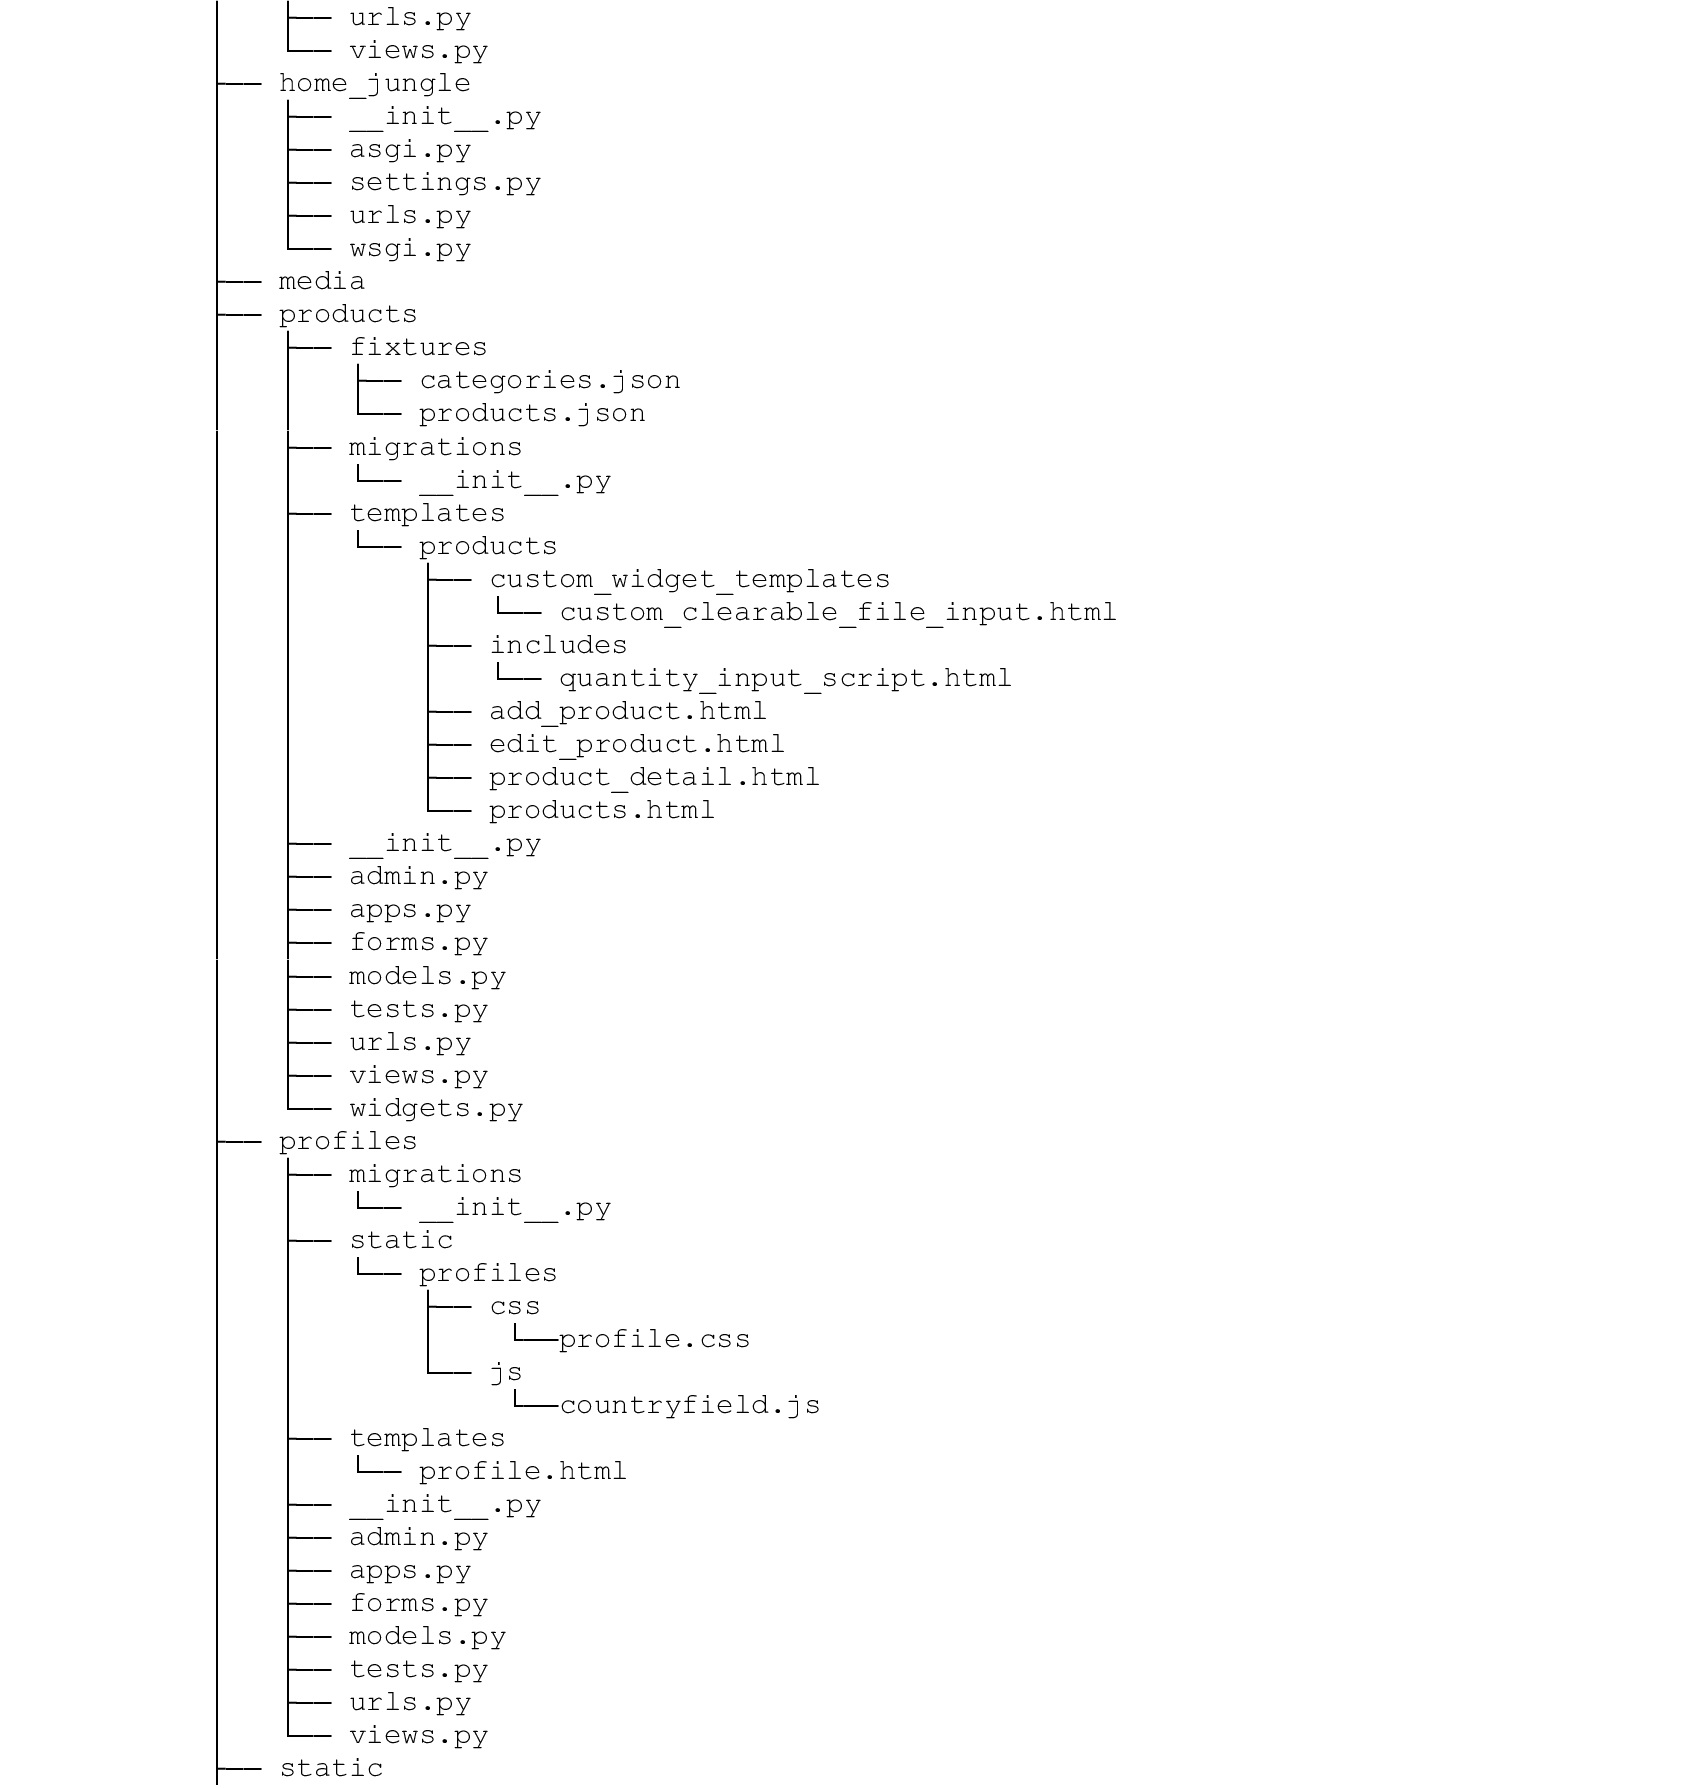 │   ├── urls.py
│   └── views.py
├── home_jungle
│   ├── __init__.py
│   ├── asgi.py
│   ├── settings.py
│   ├── urls.py
│   └── wsgi.py
├── media
├── products
│   ├── fixtures
│   │   ├── categories.json
│   │   └── products.json
│   ├── migrations
│   │   └── __init__.py
│   ├── templates
│   │   └── products
│   │       ├── custom_widget_templates
│   │       │   └── custom_clearable_file_input.html
│   │       ├── includes
│   │       │   └── quantity_input_script.html
│   │       ├── add_product.html
│   │       ├── edit_product.html
│   │       ├── product_detail.html
│   │       └── products.html
│   ├── __init__.py
│   ├── admin.py
│   ├── apps.py
│   ├── forms.py
│   ├── models.py
│   ├── tests.py
│   ├── urls.py
│   ├── views.py
│   └── widgets.py
├── profiles
│   ├── migrations
│   │   └── __init__.py
│   ├── static
│   │   └── profiles
│   │       ├── css
│   │       │    └──profile.css
│   │       └── js
│   │            └──countryfield.js
│   ├── templates
│   │   └── profile.html
│   ├── __init__.py
│   ├── admin.py
│   ├── apps.py
│   ├── forms.py
│   ├── models.py
│   ├── tests.py
│   ├── urls.py
│   └── views.py
├── static